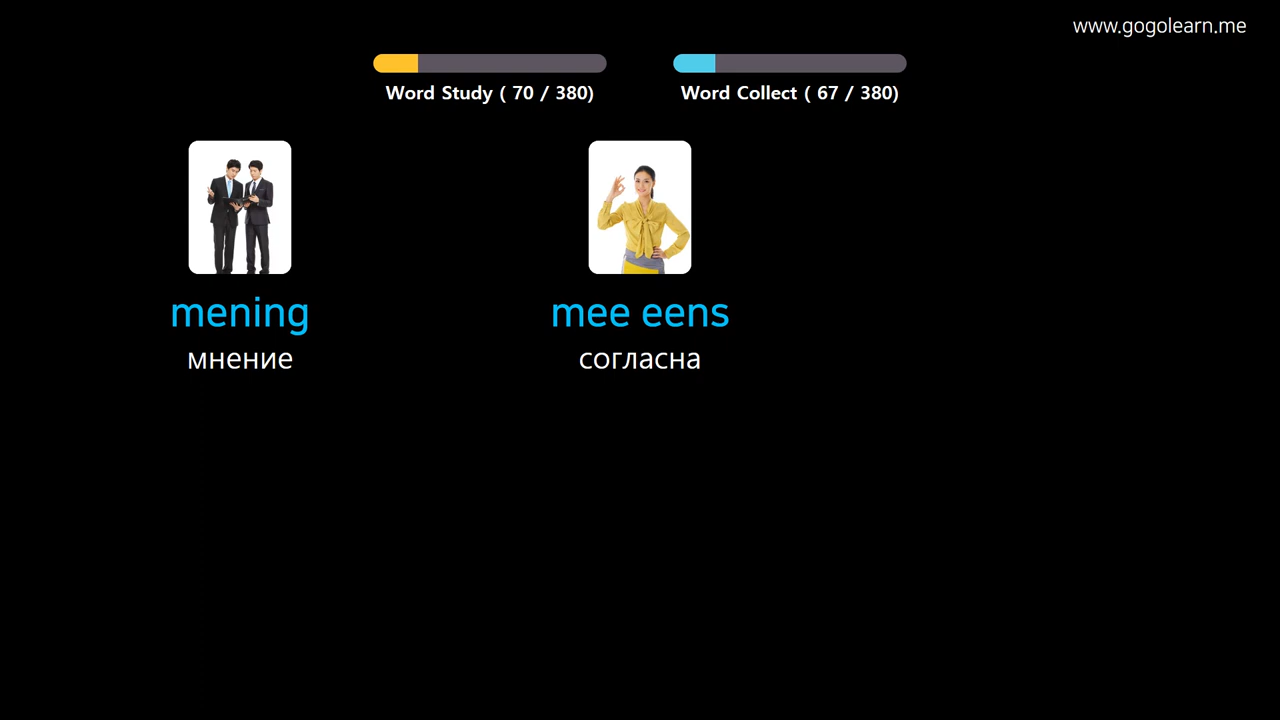 www.gogolearn.me
Word Study ( 70 / 380)
Word Collect ( 67 / 380)
mening
мнение
mee eens
согласна